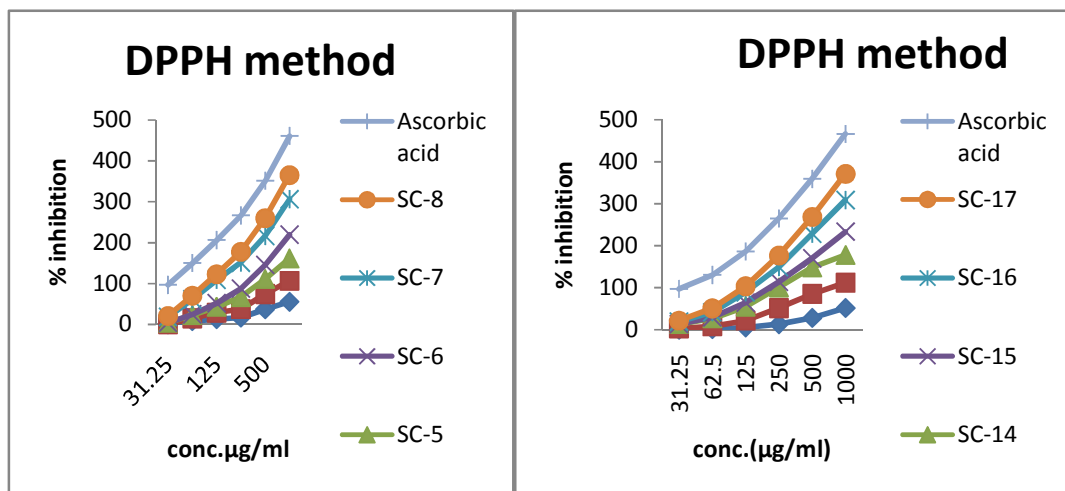 DPPH method
500
400
300
200
100
0
% inhibition
31.25
125
500
conc.µg/ml
Ascorbic
acid
SC-8
SC-7
SC-6
SC-5
DPPH method
500
400
300
200
100
0
% inhibition
31.25
62.5
125
250
500
1000
conc.(µg/ml)
Ascorbic
acid
SC-17
SC-16
SC-15
SC-14